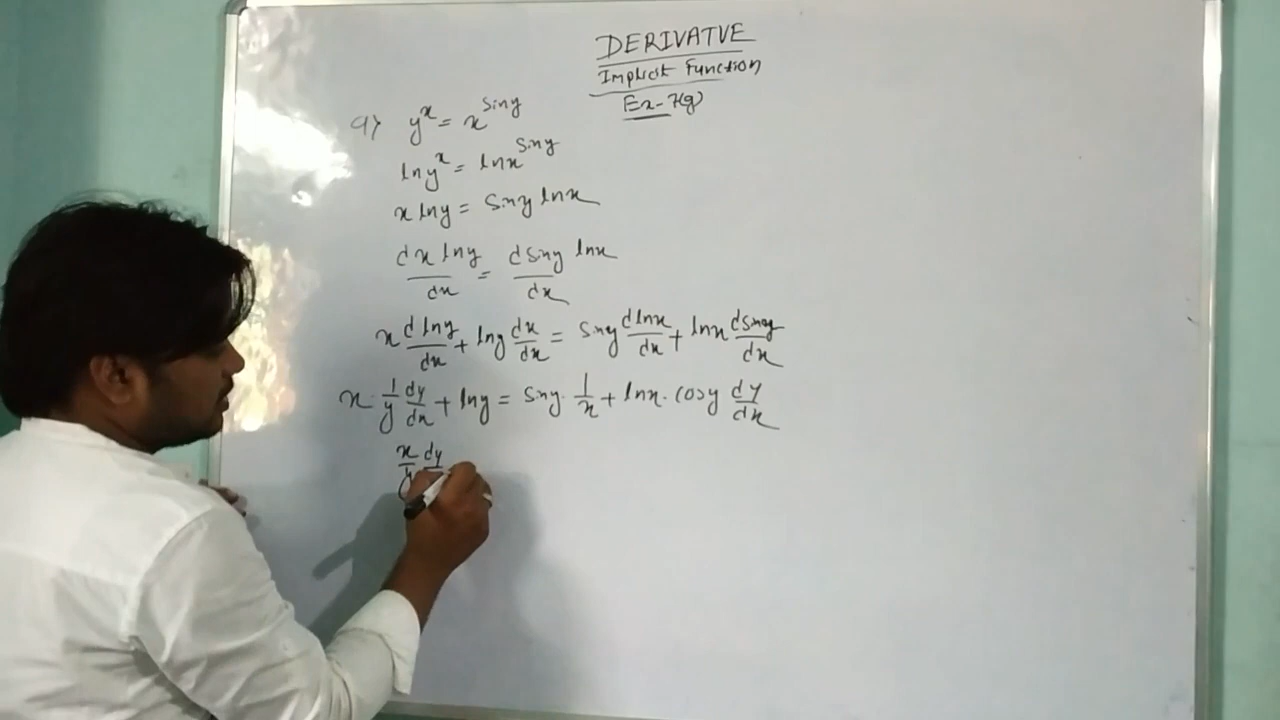 DERIVATVE
Implicit Function
Ex-7(g)
9) y^x = x^siny
lny^x = lnx^siny
x lny = siny lnx
dx lny/dx = dsiny lnx/dx
x dlny/dx + lny dx/dx = siny dlnx/dx + lnx dsiny/dx
x · 1/y dy/dx + lny = siny · 1/x + lnx · cosy dy/dx
x/y dy